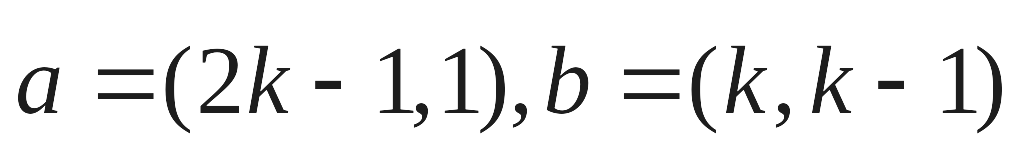 a =(2k - 1,1),b =(k,k - 1)